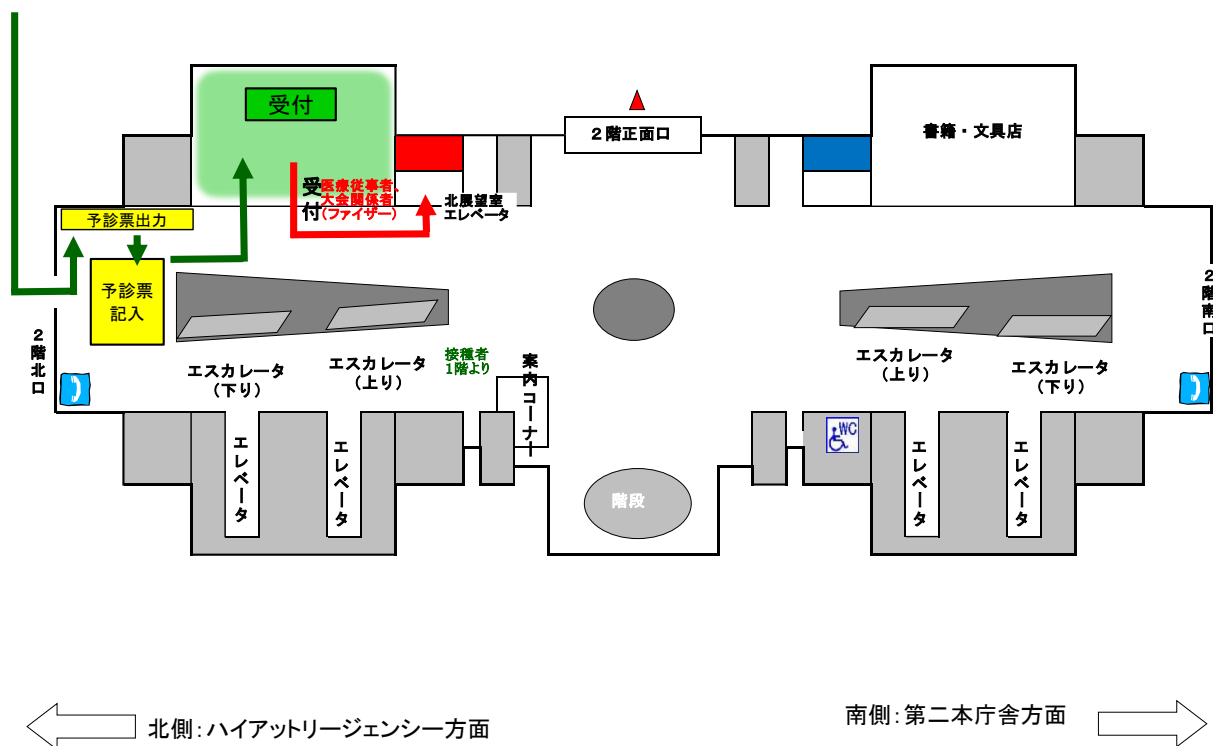 受付
2階正面口
書籍・文具店
受付
医療従事者、
大会関係者
(ファイザー)
北展望室
エレベータ
予診票出力
予診票
記入
2階北口
2階南口
エスカレータ
(下り)
エスカレータ
(上り)
接種者
1階より
案内コーナー
エスカレータ
(上り)
エスカレータ
(下り)
エレベータ
エレベータ
WC
エレベータ
エレベータ
階段
北側：ハイアットリージェンシー方面
南側：第二本庁舎方面